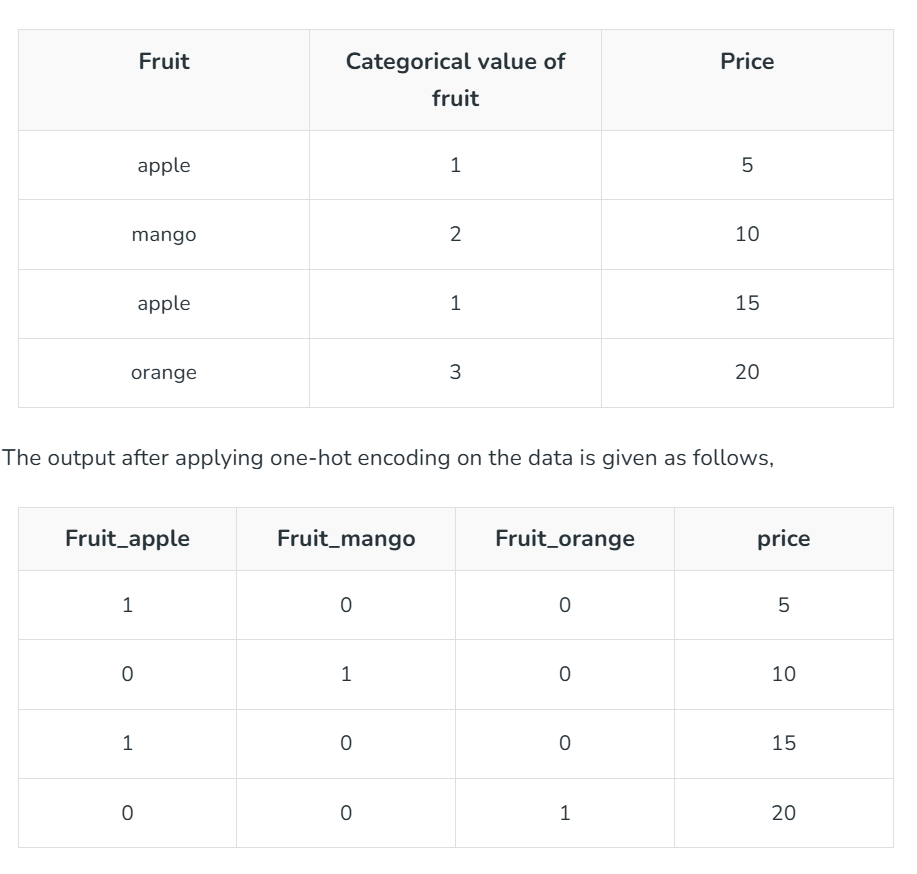 Fruit Categorical value of fruit Price
apple 1 5
mango 2 10
apple 1 15
orange 3 20
The output after applying one-hot encoding on the data is given as follows,
Fruit_apple Fruit_mango Fruit_orange price
1 0 0 5
0 1 0 10
1 0 0 15
0 0 1 20